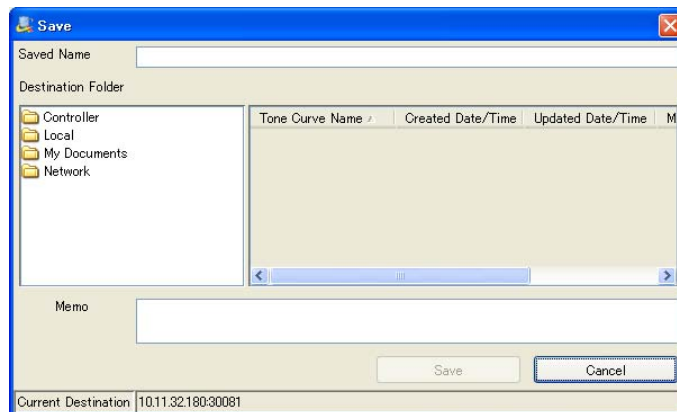 Save
Saved Name
Destination Folder
Controller
Local
My Documents
Network
Tone Curve Name Created Date/Time Updated Date/Time M
Memo
Save Cancel
Current Destination 10.11.32.180:30081